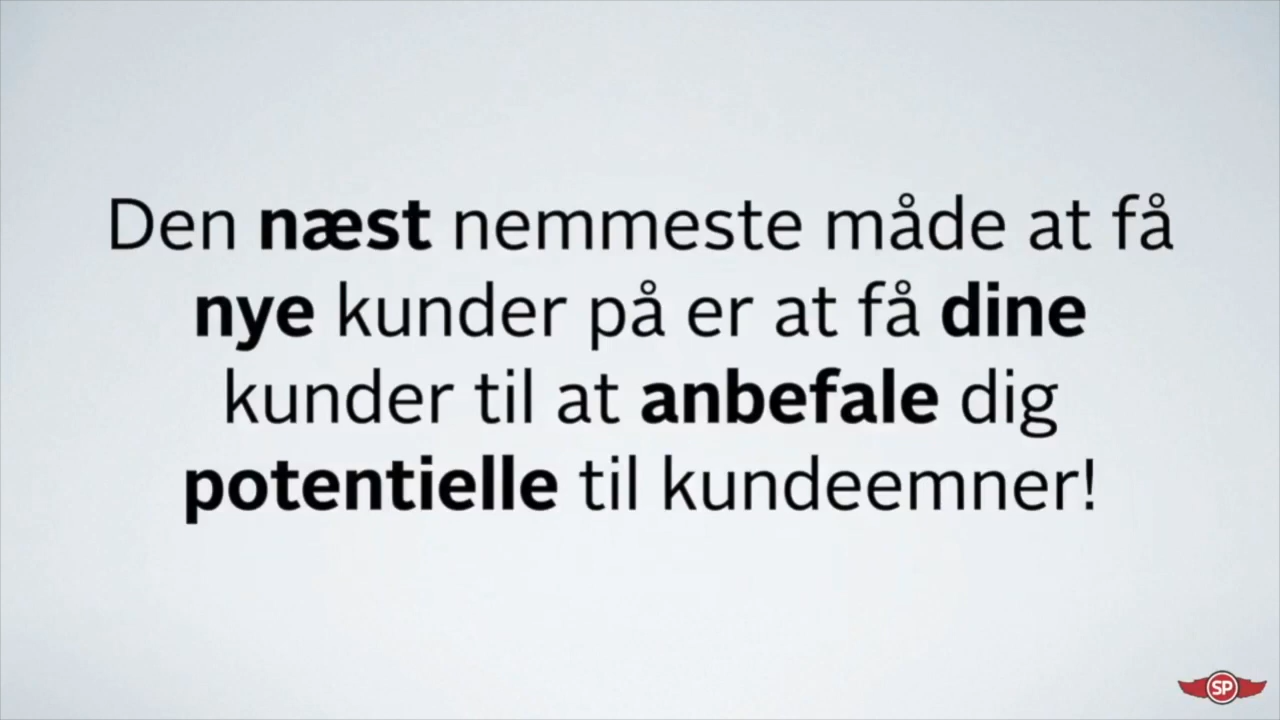 Den næst nemmeste måde at få
nye kunder på er at få dine
kunder til at anbefale dig
potentielle til kundeemner!
SP